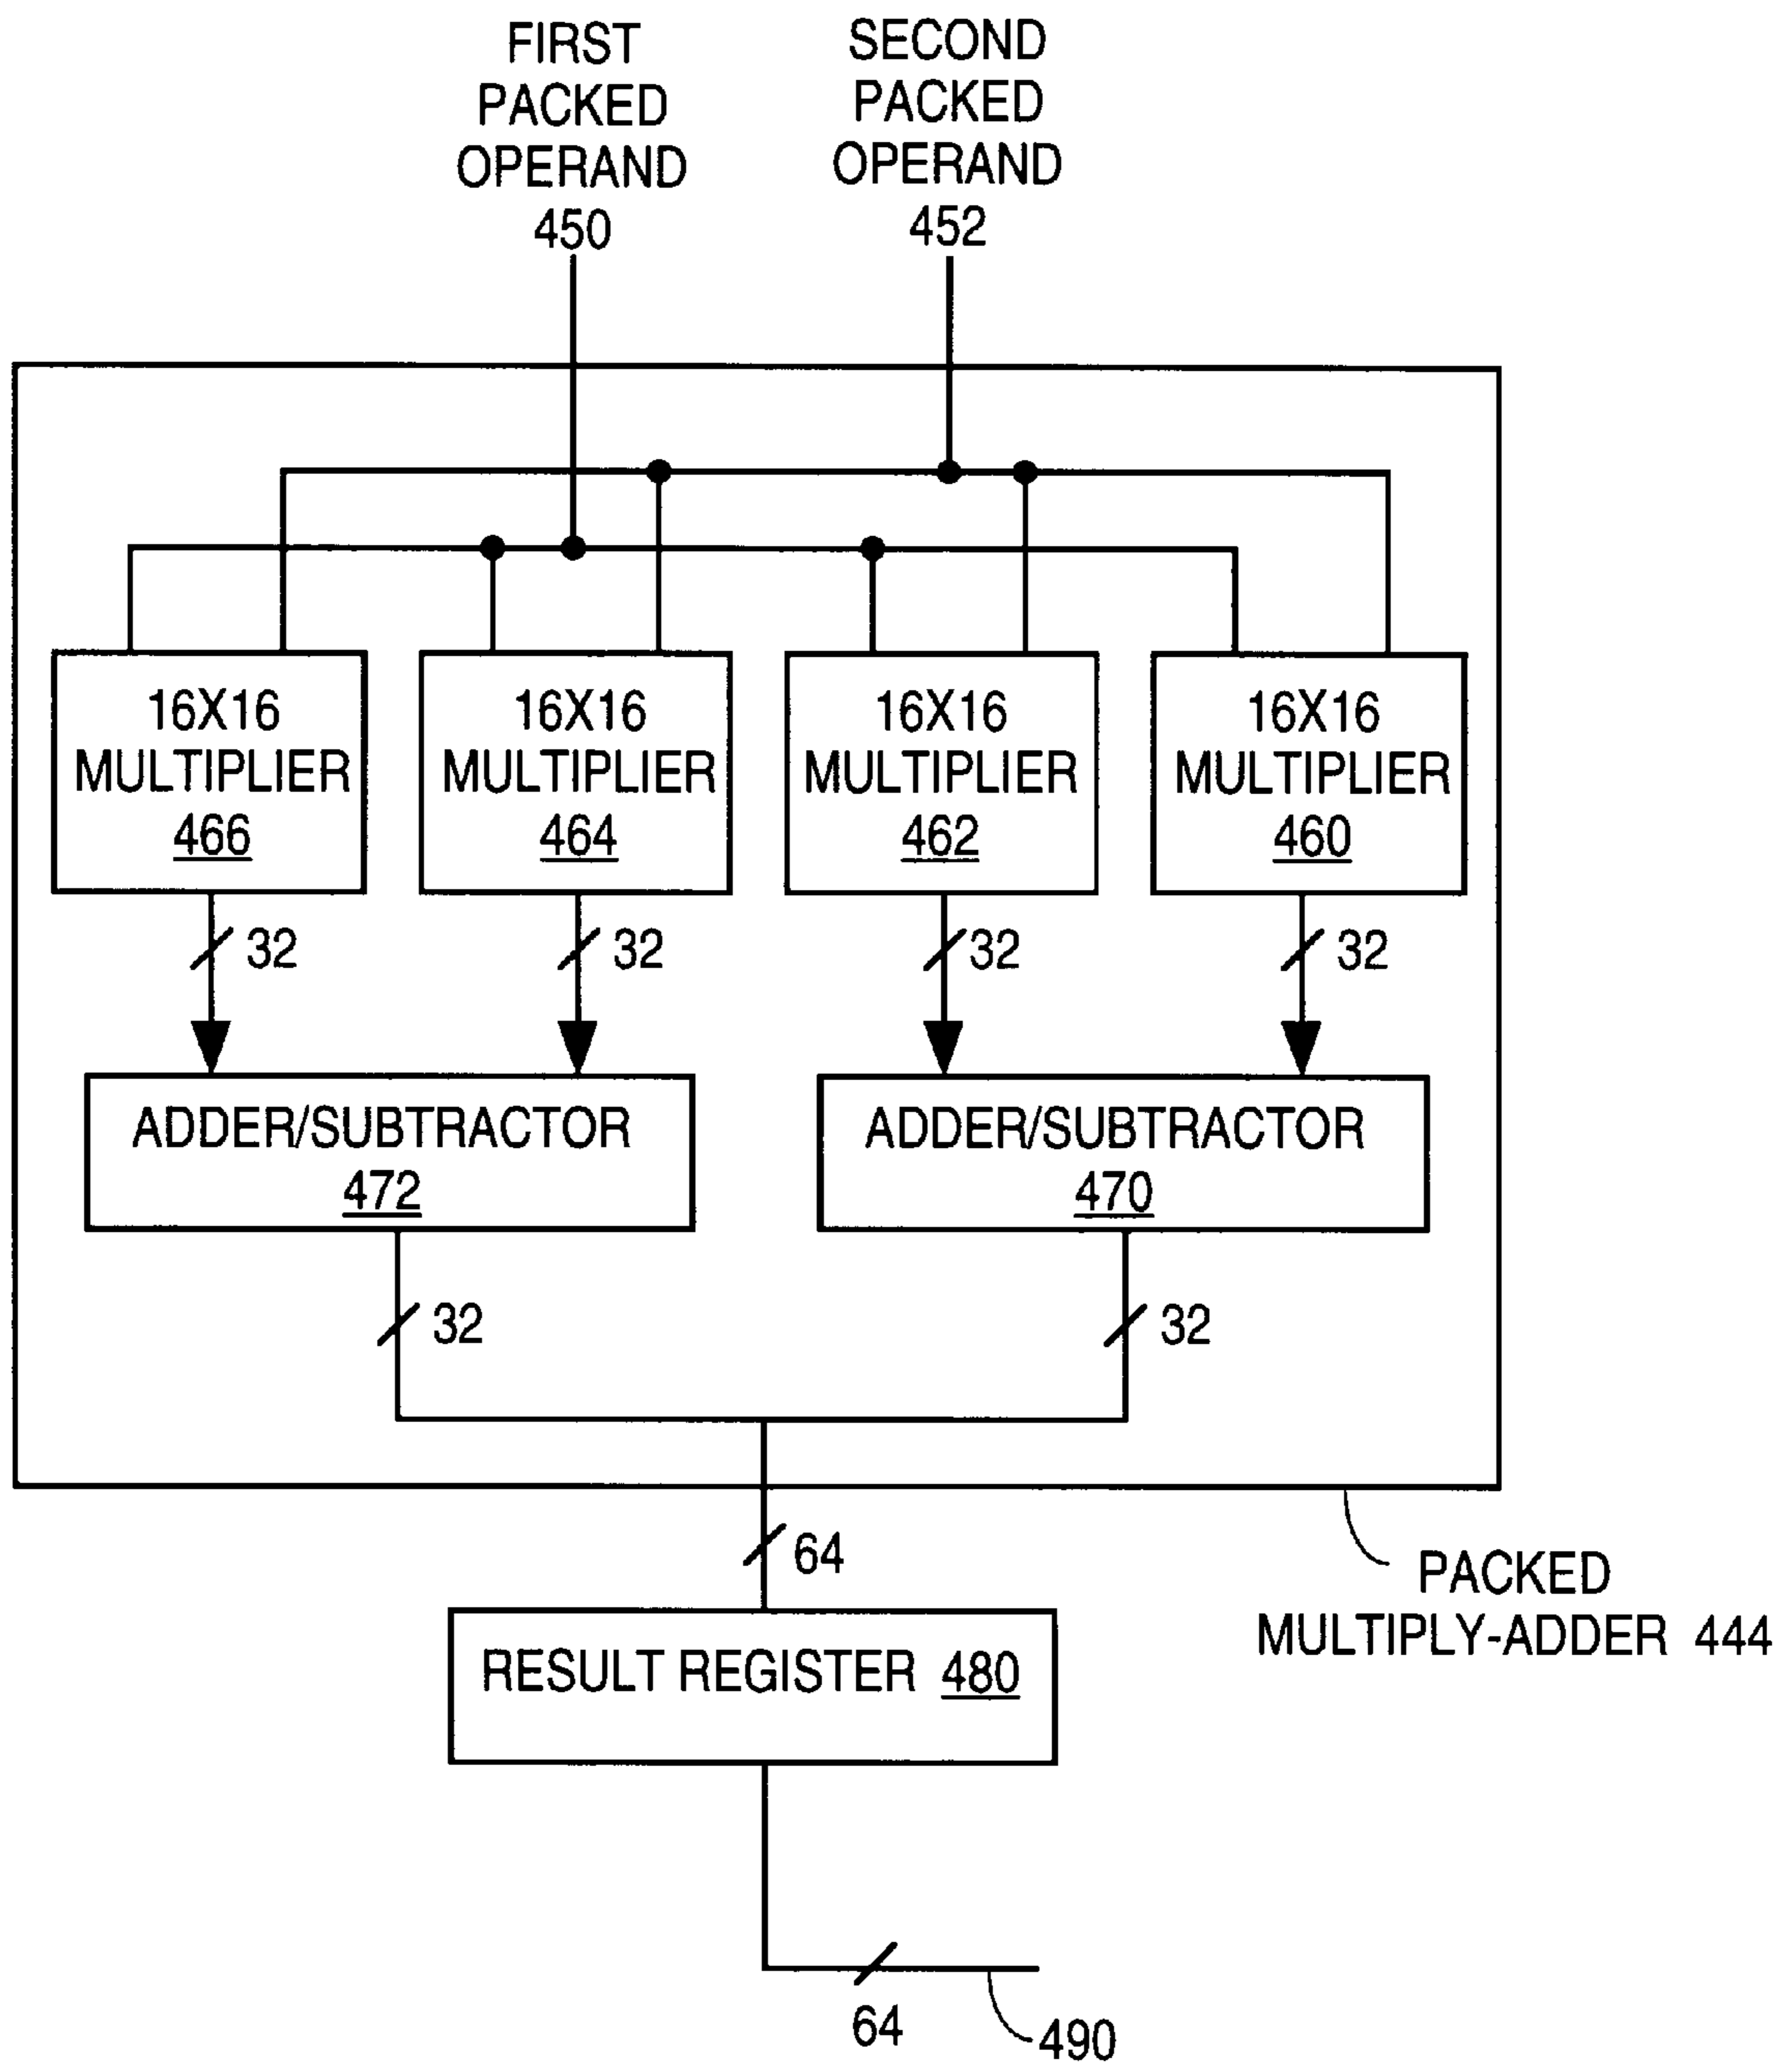 FIRST
PACKED
OPERAND
450
SECOND
PACKED
OPERAND
452
16X16
MULTIPLIER
466
16X16
MULTIPLIER
464
16X16
MULTIPLIER
462
16X16
MULTIPLIER
460
32
32
32
32
ADDER/SUBTRACTOR
472
ADDER/SUBTRACTOR
470
32
32
64
PACKED
MULTIPLY-ADDER 444
RESULT REGISTER 480
64
490